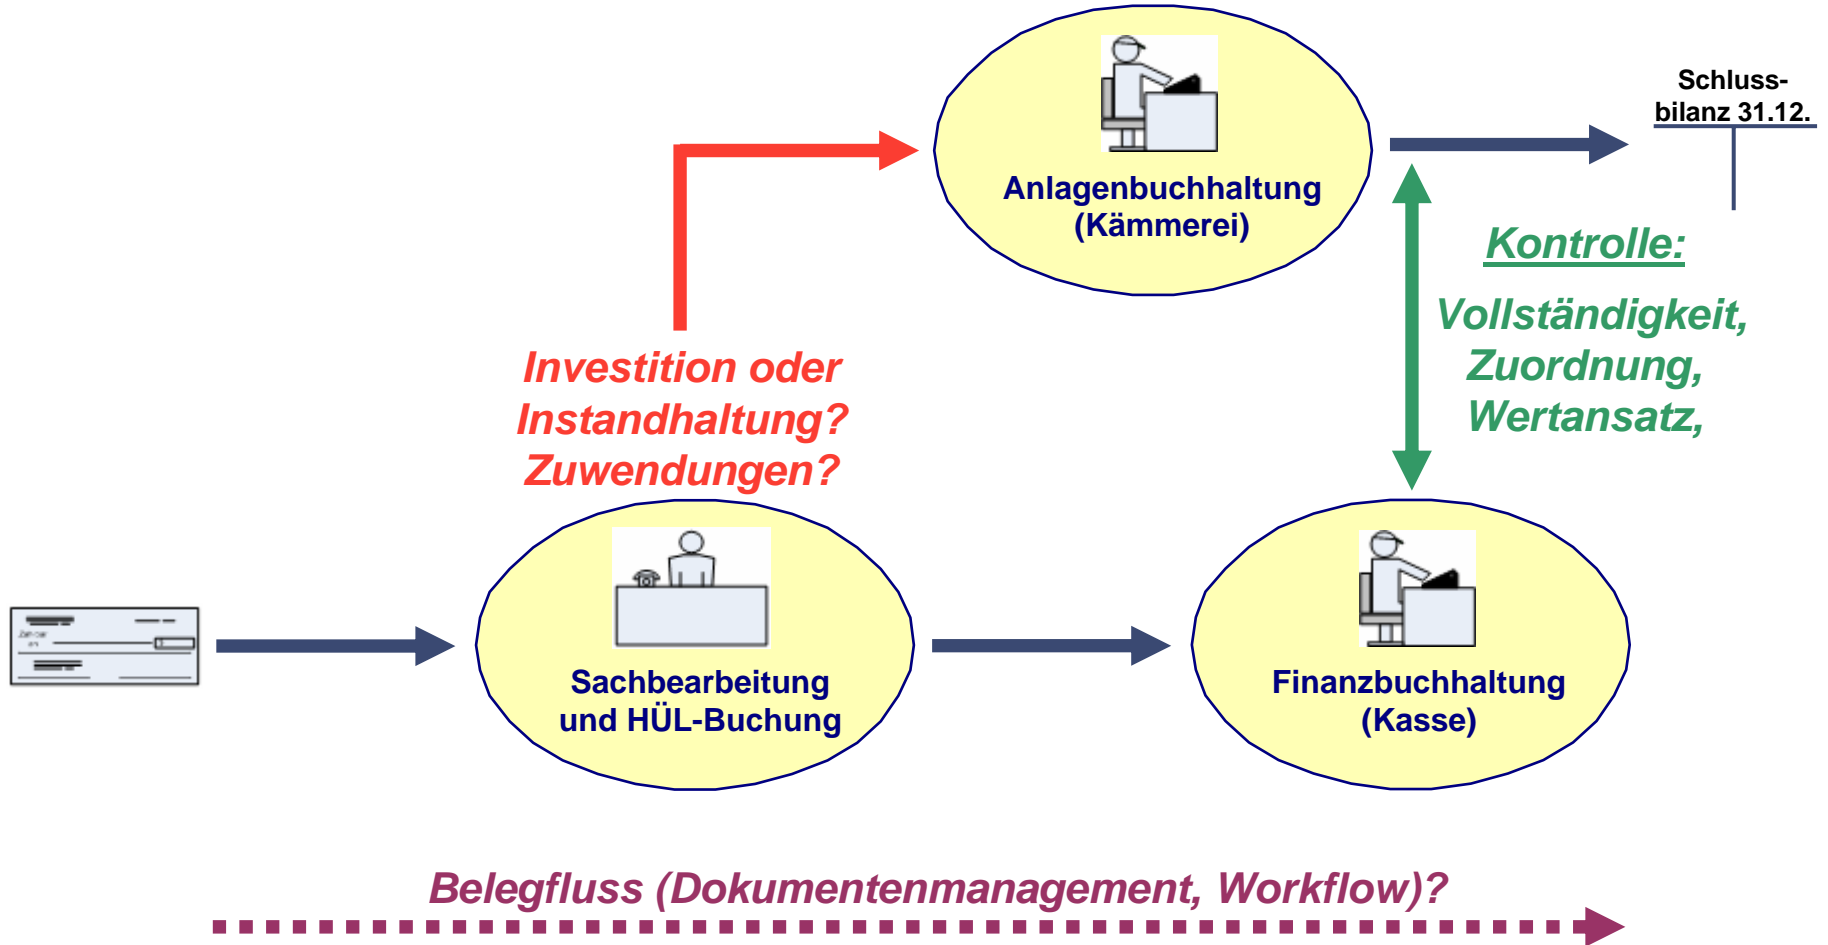 Schluss-
bilanz 31.12.
Anlagenbuchhaltung
(Kämmerei)
Kontrolle:
Vollständigkeit,
Zuordnung,
Wertansatz,
Investition oder
Instandhaltung?
Zuwendungen?
Sachbearbeitung
und HÜL-Buchung
Finanzbuchhaltung
(Kasse)
Belegfluss (Dokumentenmanagement, Workflow)?